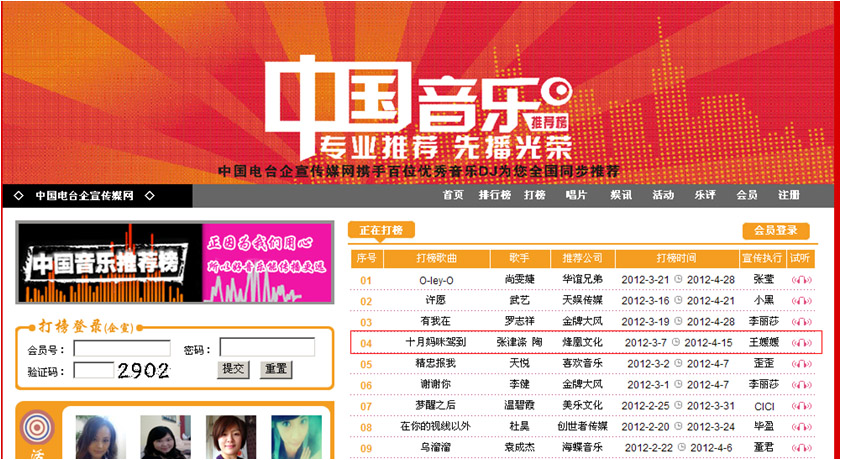 中国音乐
推荐榜
专业推荐 先播光荣
中国电台企宣传媒网携手百位优秀音乐DJ为您全国同步推荐
◇ 中国电台企宣传媒网 ◇ 首页 排行榜 打榜 唱片 娱讯 活动 乐评 会员 注册
中国音乐推荐榜
正因为我们用心
所以好音乐能传播更远
打榜登录(企宣)
会员号: 密码:
验证码: 2902 提交 重置
活
正在打榜 会员登录
序号 打榜歌曲 歌手 推荐公司 打榜时间 宣传执行 试听
01 O-ley-O 尚雯婕 华谊兄弟 2012-3-21 2012-4-28 张莹
02 许愿 武艺 天娱传媒 2012-3-16 2012-4-21 小黑
03 有我在 罗志祥 金牌大风 2012-3-19 2012-4-28 李丽莎
04 十月妈咪驾到 张津涤 陶 烽凰文化 2012-3-7 2012-4-15 王媛媛
05 精忠报我 天悦 喜欢音乐 2012-3-2 2012-4-7 歪歪
06 谢谢你 李健 金牌大风 2012-3-1 2012-4-7 李丽莎
07 梦醒之后 温碧霞 美乐文化 2012-2-25 2012-3-31 CICI
08 在你的视线以外 杜昊 创世者传媒 2012-2-20 2012-3-24 毕盈
09 乌溜溜 袁成杰 海蝶音乐 2012-2-22 2012-4-6 董君